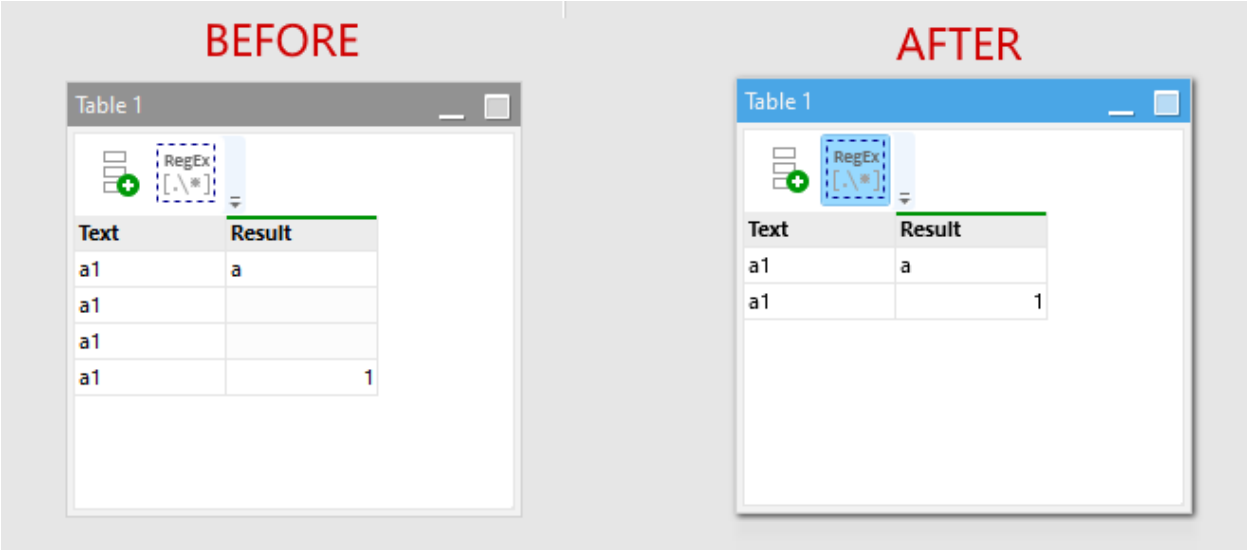 BEFORE
Table 1
RegEx
[.\*]
Text Result
a1 a
a1
a1
a1 1
AFTER
Table 1
RegEx
[.\*]
Text Result
a1 a
a1 1